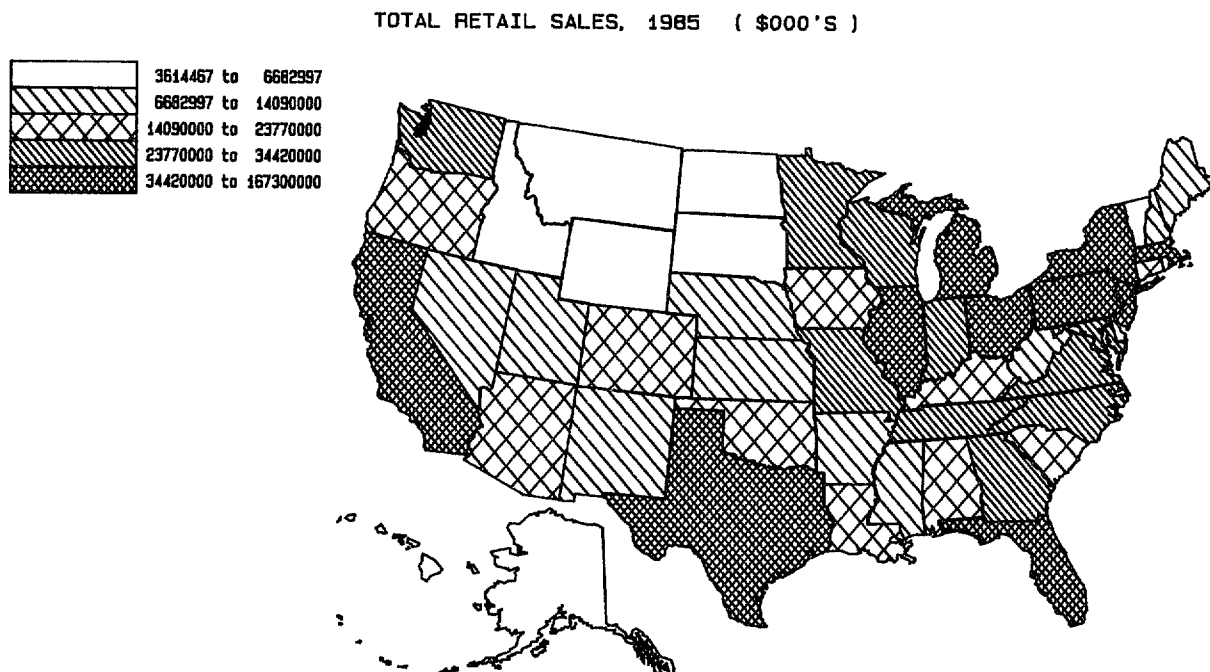 TOTAL RETAIL SALES, 1985 ( $000'S )
3614467 to 6682997
6682997 to 14090000
14090000 to 23770000
23770000 to 34420000
34420000 to 167300000